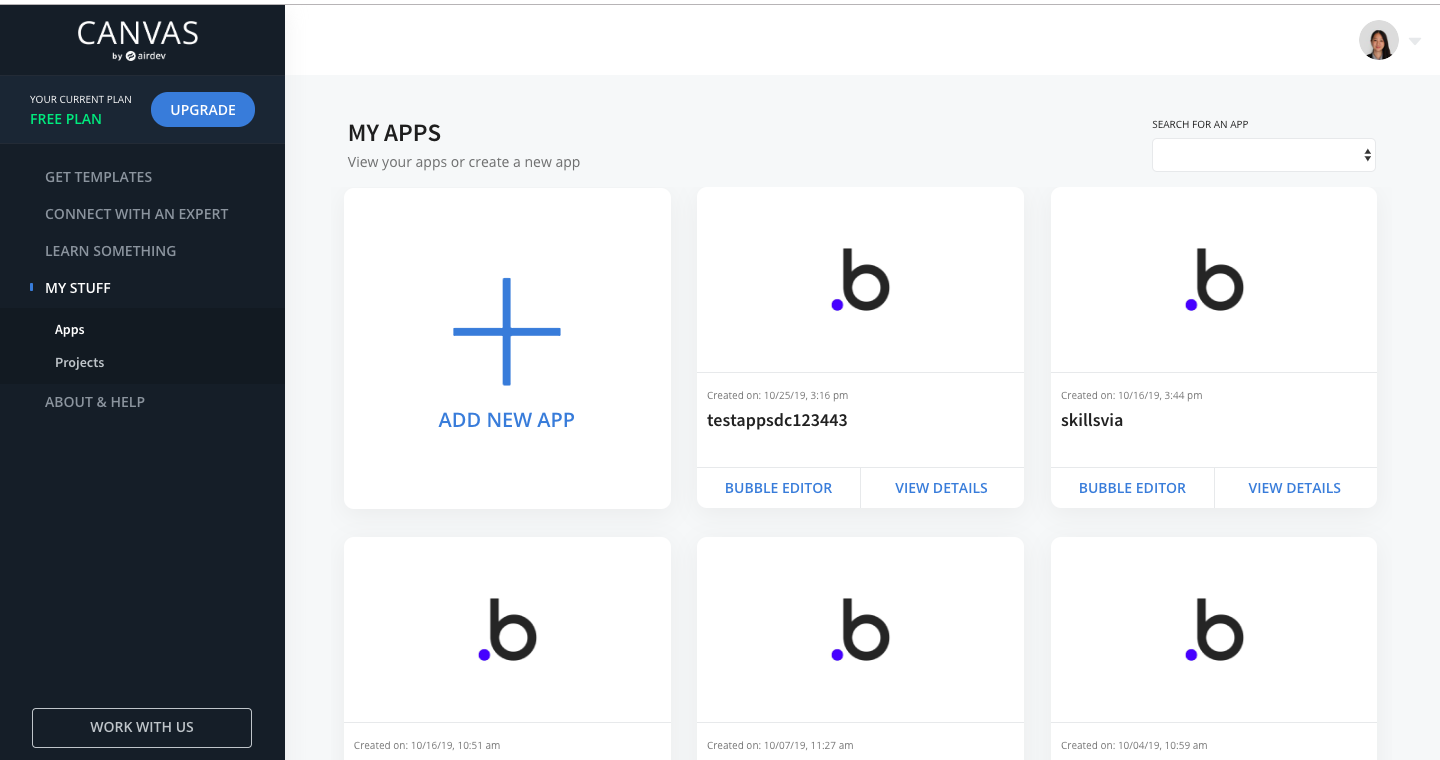 CANVAS
by airdev
YOUR CURRENT PLAN
FREE PLAN
UPGRADE
GET TEMPLATES
CONNECT WITH AN EXPERT
LEARN SOMETHING
MY STUFF
Apps
Projects
ABOUT & HELP
WORK WITH US
MY APPS
View your apps or create a new app
SEARCH FOR AN APP
ADD NEW APP
.b
Created on: 10/25/19, 3:16 pm
testappsdc123443
BUBBLE EDITOR
VIEW DETAILS
.b
Created on: 10/16/19, 3:44 pm
skillsvia
BUBBLE EDITOR
VIEW DETAILS
.b
Created on: 10/16/19, 10:51 am
.b
Created on: 10/07/19, 11:27 am
.b
Created on: 10/04/19, 10:59 am